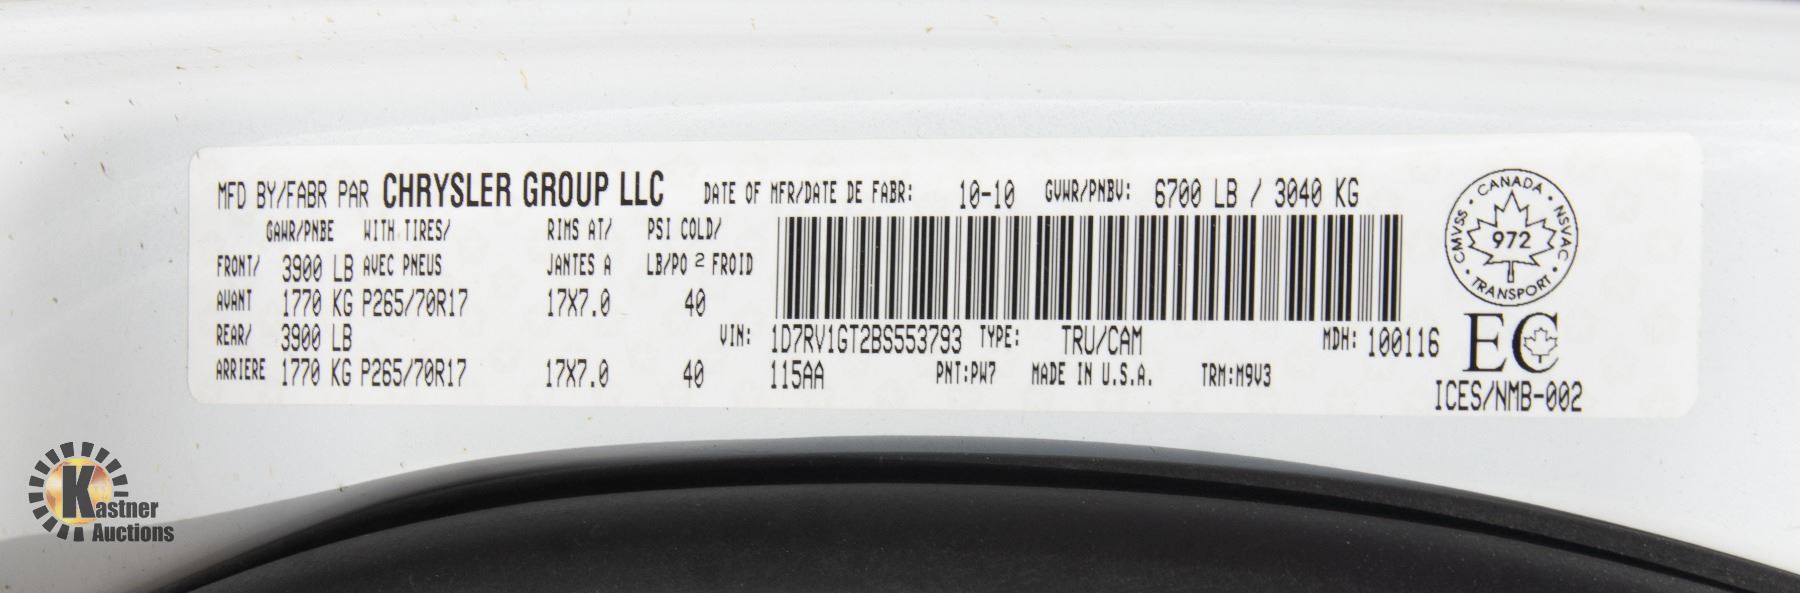 MFD BY/FABR PAR CHRYSLER GROUP LLC DATE OF MFR/DATE DE FABR: 10-10 GVWR/PNBV: 6700 LB / 3040 KG
GAWR/PNBE WITH TIRES/ RIMS AT/ PSI COLD/
FRONT/ 3900 LB AVEC PNEUS JANTES A LB/PO 2 FROID
AVANT 1770 KG P265/70R17 17X7.0 40
REAR/ 3900 LB VIN: 1D7RV1GT2BS553793 TYPE: TRU/CAM MDH: 100116
ARRIERE 1770 KG P265/70R17 17X7.0 40 115AA PNT:PW7 MADE IN U.S.A. TRM:M9V3
CANADA
CMVSS · NSVAC
972
TRANSPORT
EC
ICES/NMB-002
Kastner
Auctions